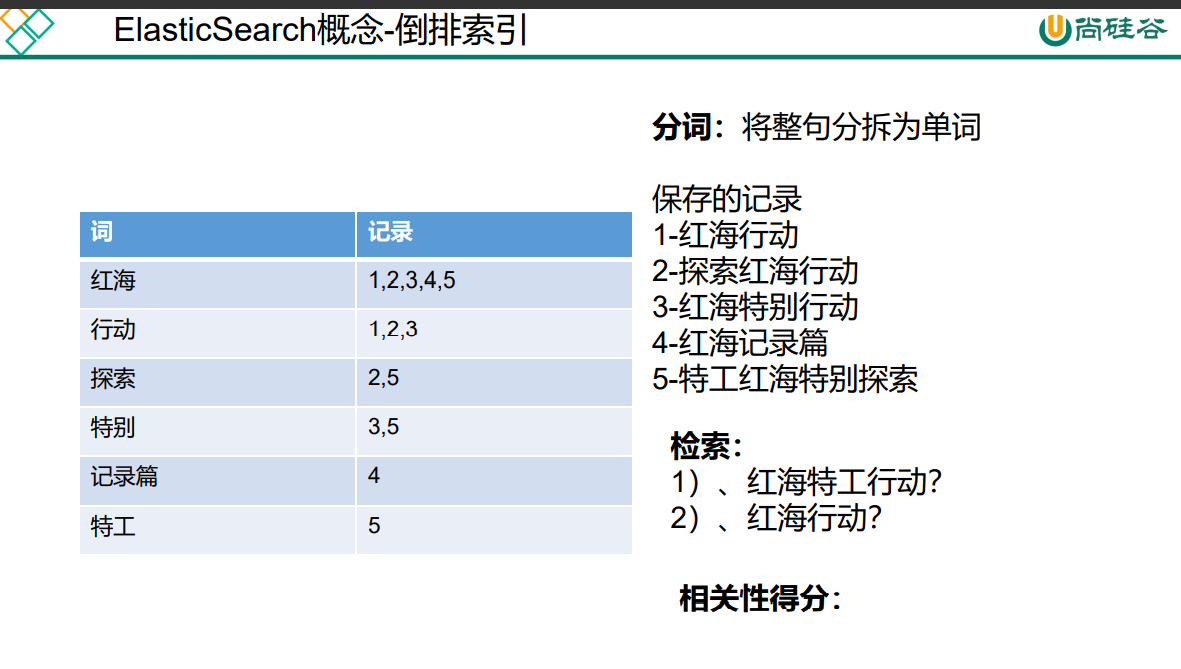 ElasticSearch概念-倒排索引
尚硅谷
分词：将整句分拆为单词
保存的记录
1-红海行动
2-探索红海行动
3-红海特别行动
4-红海记录篇
5-特工红海特别探索
词 记录
红海 1,2,3,4,5
行动 1,2,3
探索 2,5
特别 3,5
记录篇 4
特工 5
检索：
1）、红海特工行动？
2）、红海行动？
相关性得分：